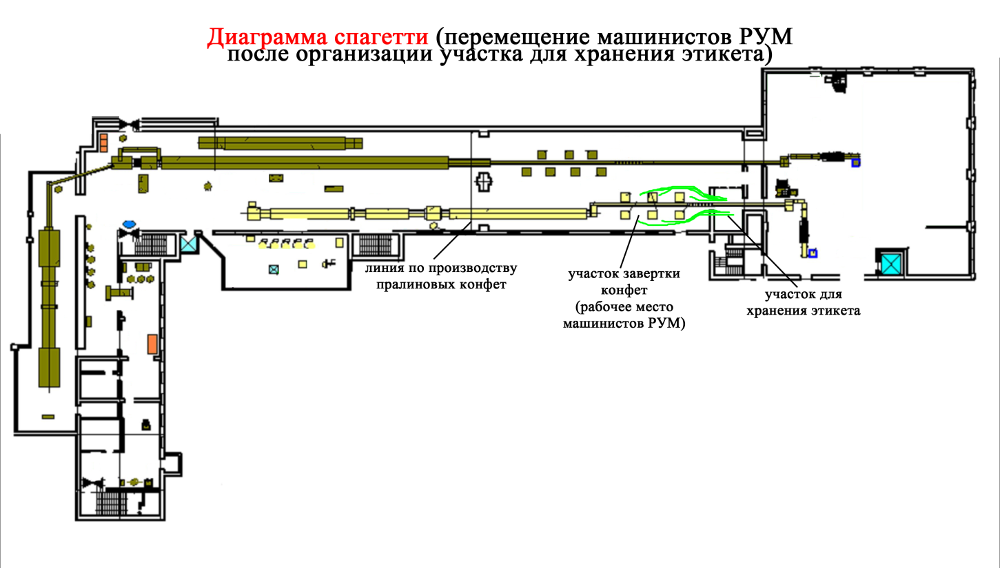 Диаграмма спагетти (перемещение машинистов РУМ
после организации участка для хранения этикета)
линия по производству
пралиновых конфет
участок завертки
конфет
(рабочее место
машинистов РУМ)
участок для
хранения этикета